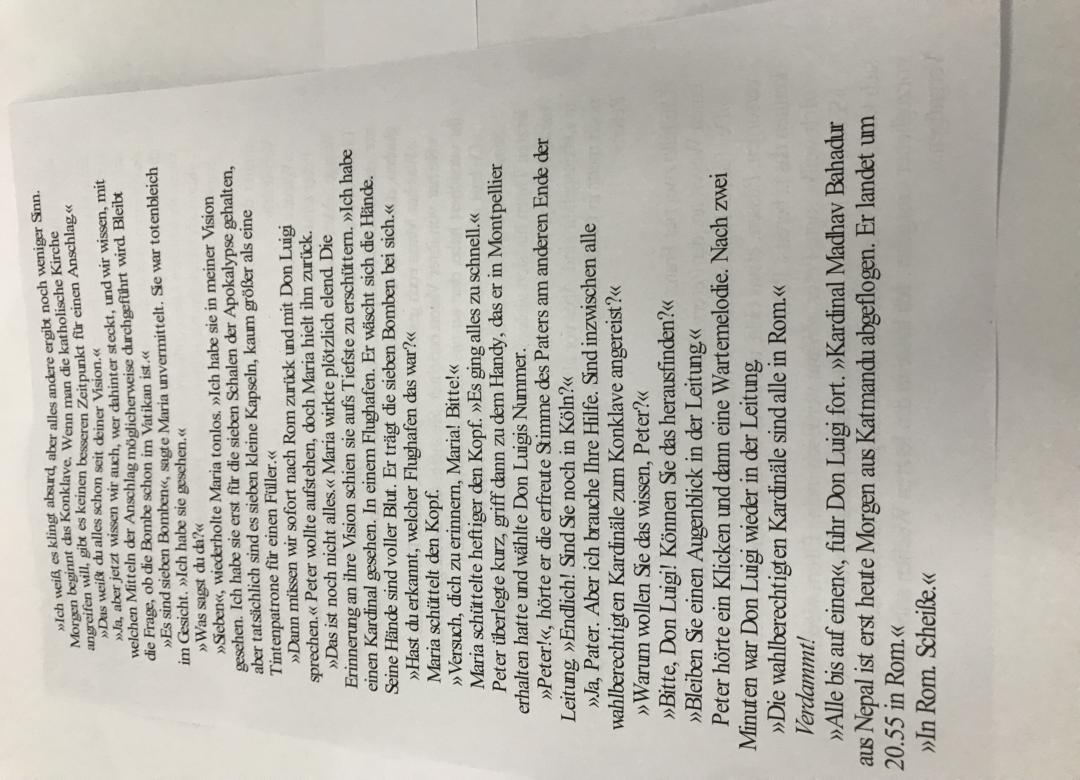 »Ich weiß, es klingt absurd, aber alles andere ergibt noch weniger Sinn.
Morgen beginnt das Konklave. Wenn man die katholische Kirche
angreifen will, gibt es keinen besseren Zeitpunkt für einen Anschlag.«
»Das weißt du alles schon seit deiner Vision.«
»Ja, aber jetzt wissen wir auch, wer dahinter steckt, und wir wissen, mit
welchen Mitteln der Anschlag möglicherweise durchgeführt wird. Bleibt
die Frage, ob die Bombe schon im Vatikan ist.«
»Es sind sieben Bomben«, sagte Maria unvermittelt. Sie war totenbleich
im Gesicht. »Ich habe sie gesehen.«
»Was sagst du da?«
»Sieben«, wiederholte Maria tonlos. »Ich habe sie in meiner Vision
gesehen. Ich habe sie erst für die sieben Schalen der Apokalypse gehalten,
aber tatsächlich sind es sieben kleine Kapseln, kaum größer als eine
Tintenpatrone für einen Füller.«
»Dann müssen wir sofort nach Rom zurück und mit Don Luigi
sprechen.« Peter wollte aufstehen, doch Maria hielt ihn zurück.
»Das ist noch nicht alles.« Maria wirkte plötzlich elend. Die
Erinnerung an ihre Vision schien sie aufs Tiefste zu erschüttern. »Ich habe
einen Kardinal gesehen. In einem Flughafen. Er wäscht sich die Hände.
Seine Hände sind voller Blut. Er trägt die sieben Bomben bei sich.«
»Hast du erkannt, welcher Flughafen das war?«
Maria schüttelt den Kopf.
»Versuch, dich zu erinnern, Maria! Bitte!«
Maria schüttelte heftiger den Kopf. »Es ging alles zu schnell.«
Peter überlegte kurz, griff dann zu dem Handy, das er in Montpellier
erhalten hatte und wählte Don Luigis Nummer.
»Peter!«, hörte er die erfreute Stimme des Paters am anderen Ende der
Leitung. »Endlich! Sind Sie noch in Köln?«
»Ja, Pater. Aber ich brauche Ihre Hilfe. Sind inzwischen alle
wahlberechtigten Kardinäle zum Konklave angereist?«
»Warum wollen Sie das wissen, Peter?«
»Bitte, Don Luigi! Können Sie das herausfinden?«
»Bleiben Sie einen Augenblick in der Leitung.«
Peter hörte ein Klicken und dann eine Wartemelodie. Nach zwei
Minuten war Don Luigi wieder in der Leitung.
»Die wahlberechtigten Kardinäle sind alle in Rom.«
Verdammt!
»Alle bis auf einen«, fuhr Don Luigi fort. »Kardinal Madhav Bahadur
aus Nepal ist erst heute Morgen aus Katmandu abgeflogen. Er landet um
20.55 in Rom.«
»In Rom. Scheiße.«